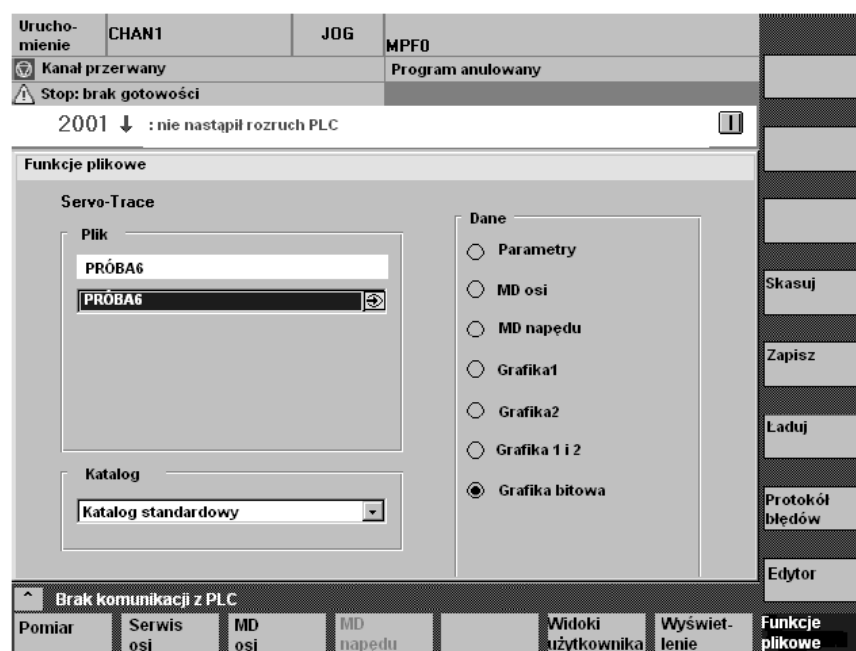 Urucho-
mienie
CHAN1
JOG
MPF0
Kanał przerwany
Program anulowany
Stop: brak gotowości
2001 ↓ : nie nastąpił rozruch PLC
Funkcje plikowe
Servo-Trace
Plik
PRÓBA6
PRÓBA6
Katalog
Katalog standardowy
Dane
Parametry
MD osi
MD napędu
Grafika1
Grafika2
Grafika 1 i 2
Grafika bitowa
Skasuj
Zapisz
Ładuj
Protokół
błędów
Edytor
^ Brak komunikacji z PLC
Pomiar
Serwis
osi
MD
osi
MD
napedu
Widoki
użytkownika
Wyświet-
lenie
Funkcje
plikowe